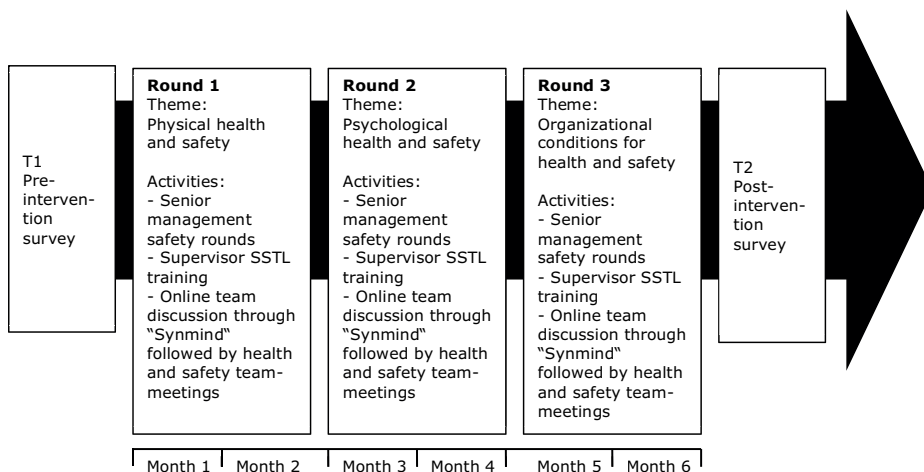 T1
Pre-
interven-
tion
survey
Round 1
Theme:
Physical health
and safety
Activities:
- Senior
management
safety rounds
- Supervisor SSTL
training
- Online team
discussion through
“Synmind“
followed by health
and safety team-
meetings
Round 2
Theme:
Psychological
health and safety
Activities:
- Senior
management
safety rounds
- Supervisor SSTL
training
- Online team
discussion through
“Synmind“
followed by health
and safety team-
meetings
Round 3
Theme:
Organizational
conditions for
health and safety
Activities:
- Senior
management
safety rounds
- Supervisor SSTL
training
- Online team
discussion through
“Synmind“
followed by health
and safety team-
meetings
T2
Post-
interven-
tion
survey
Month 1 Month 2 Month 3 Month 4 Month 5 Month 6